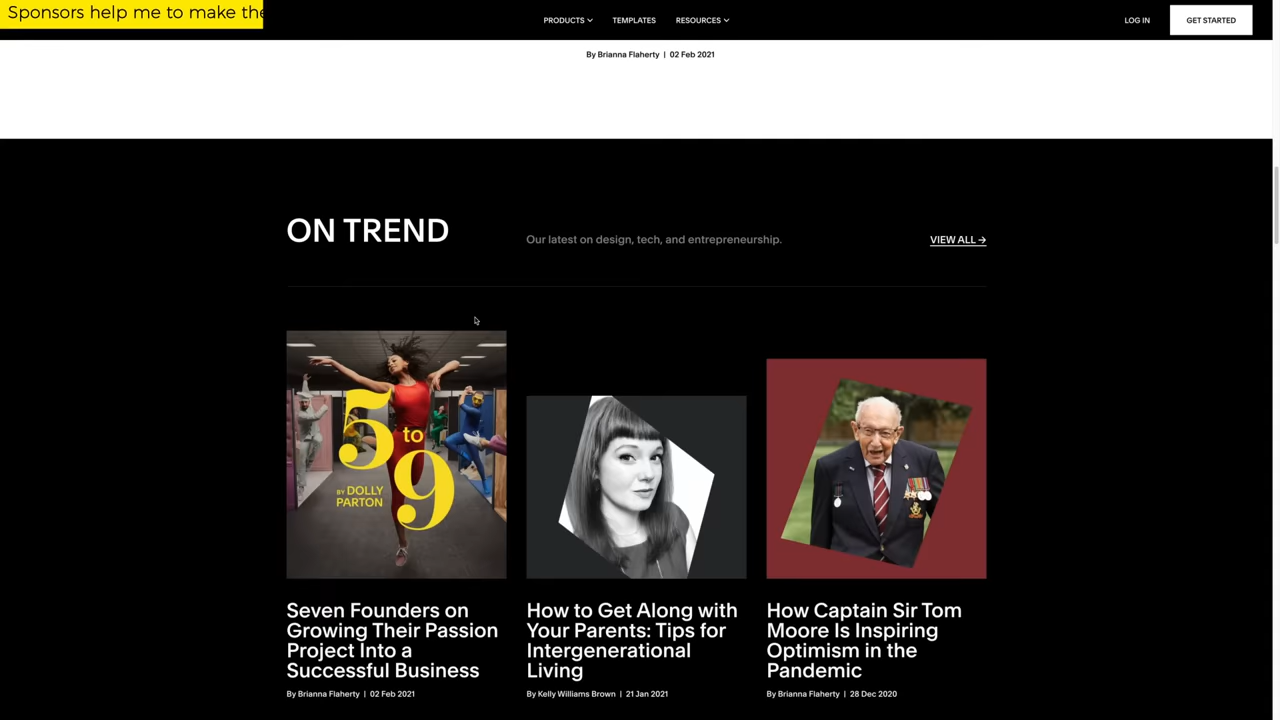 Sponsors help me to make the
PRODUCTS TEMPLATES RESOURCES LOG IN GET STARTED
By Brianna Flaherty | 02 Feb 2021
ON TREND
Our latest on design, tech, and entrepreneurship.
VIEW ALL →
5 to 9
BY DOLLY
PARTON
Seven Founders on
Growing Their Passion
Project Into a
Successful Business
By Brianna Flaherty | 02 Feb 2021
How to Get Along with
Your Parents: Tips for
Intergenerational
Living
By Kelly Williams Brown | 21 Jan 2021
How Captain Sir Tom
Moore Is Inspiring
Optimism in the
Pandemic
By Brianna Flaherty | 28 Dec 2020